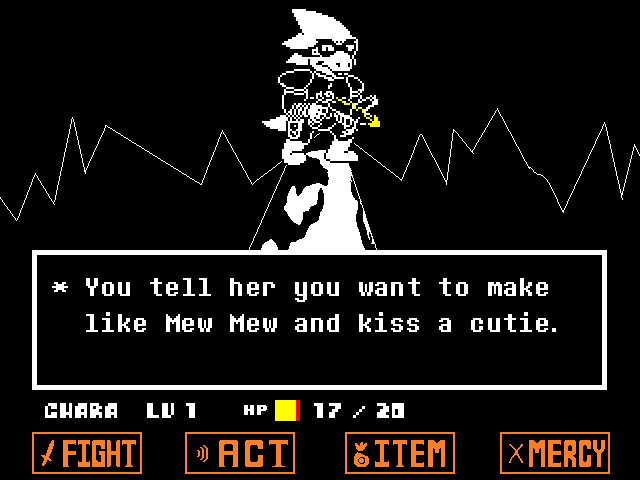 * You tell her you want to make
like Mew Mew and kiss a cutie.
CHARA LV 1 HP 17 / 20
FIGHT ACT ITEM MERCY